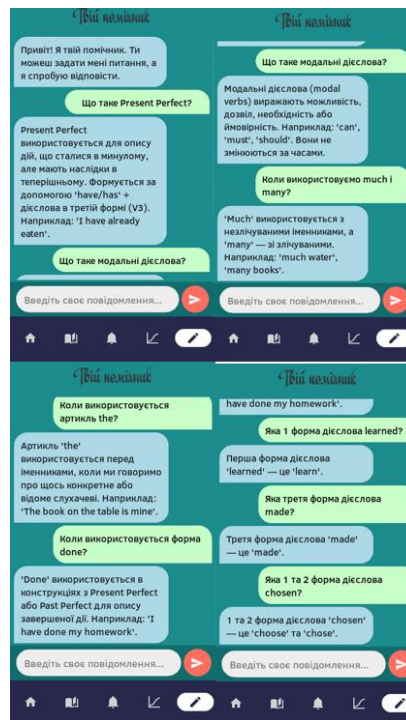 Твій помічник
Привіт! Я твій помічник. Ти
можеш задати мені питання, а
я спробую відповісти.
Що таке Present Perfect?
Present Perfect
використовується для опису
дій, що сталися в минулому,
але мають наслідки в
теперішньому. Формується за
допомогою 'have/has' +
дієслова в третій формі (V3).
Наприклад: 'I have already
eaten'.
Що таке модальні дієслова?
Введіть своє повідомлення...
Твій помічник
Що таке модальні дієслова?
Модальні дієслова (modal
verbs) виражають можливість,
дозвіл, необхідність або
ймовірність. Наприклад: 'can',
'must', 'should'. Вони не
змінюються за часами.
Коли використовуємо much і
many?
'Much' використовується з
незлічуваними іменниками, а
'many' — зі злічуваними.
Наприклад: 'much water',
'many books'.
Введіть своє повідомлення...
Твій помічник
Коли використовується
артикль the?
Артикль 'the'
використовується перед
іменниками, коли ми говоримо
про щось конкретне або
відоме слухачеві. Наприклад:
'The book on the table is mine'.
Коли використовується форма
done?
'Done' використовується в
конструкціях з Present Perfect
або Past Perfect для опису
завершеної дії. Наприклад: 'I
have done my homework'.
Введіть своє повідомлення...
Твій помічник
have done my homework'.
Яка 1 форма дієслова learned?
Перша форма дієслова
'learned' — це 'learn'.
Яка третя форма дієслова
made?
Третя форма дієслова 'made'
— це 'made'.
Яка 1 та 2 форма дієслова
chosen?
1 та 2 форма дієслова 'chosen'
— це 'choose' та 'chose'.
Введіть своє повідомлення...